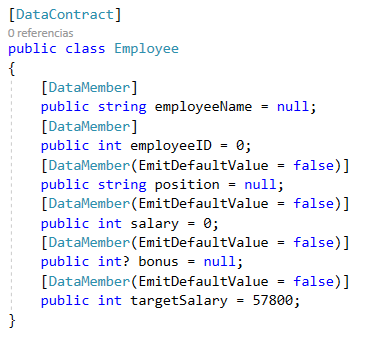 [DataContract]
0 referencias
public class Employee
{
[DataMember]
public string employeeName = null;
[DataMember]
public int employeeID = 0;
[DataMember(EmitDefaultValue = false)]
public string position = null;
[DataMember(EmitDefaultValue = false)]
public int salary = 0;
[DataMember(EmitDefaultValue = false)]
public int? bonus = null;
[DataMember(EmitDefaultValue = false)]
public int targetSalary = 57800;
}